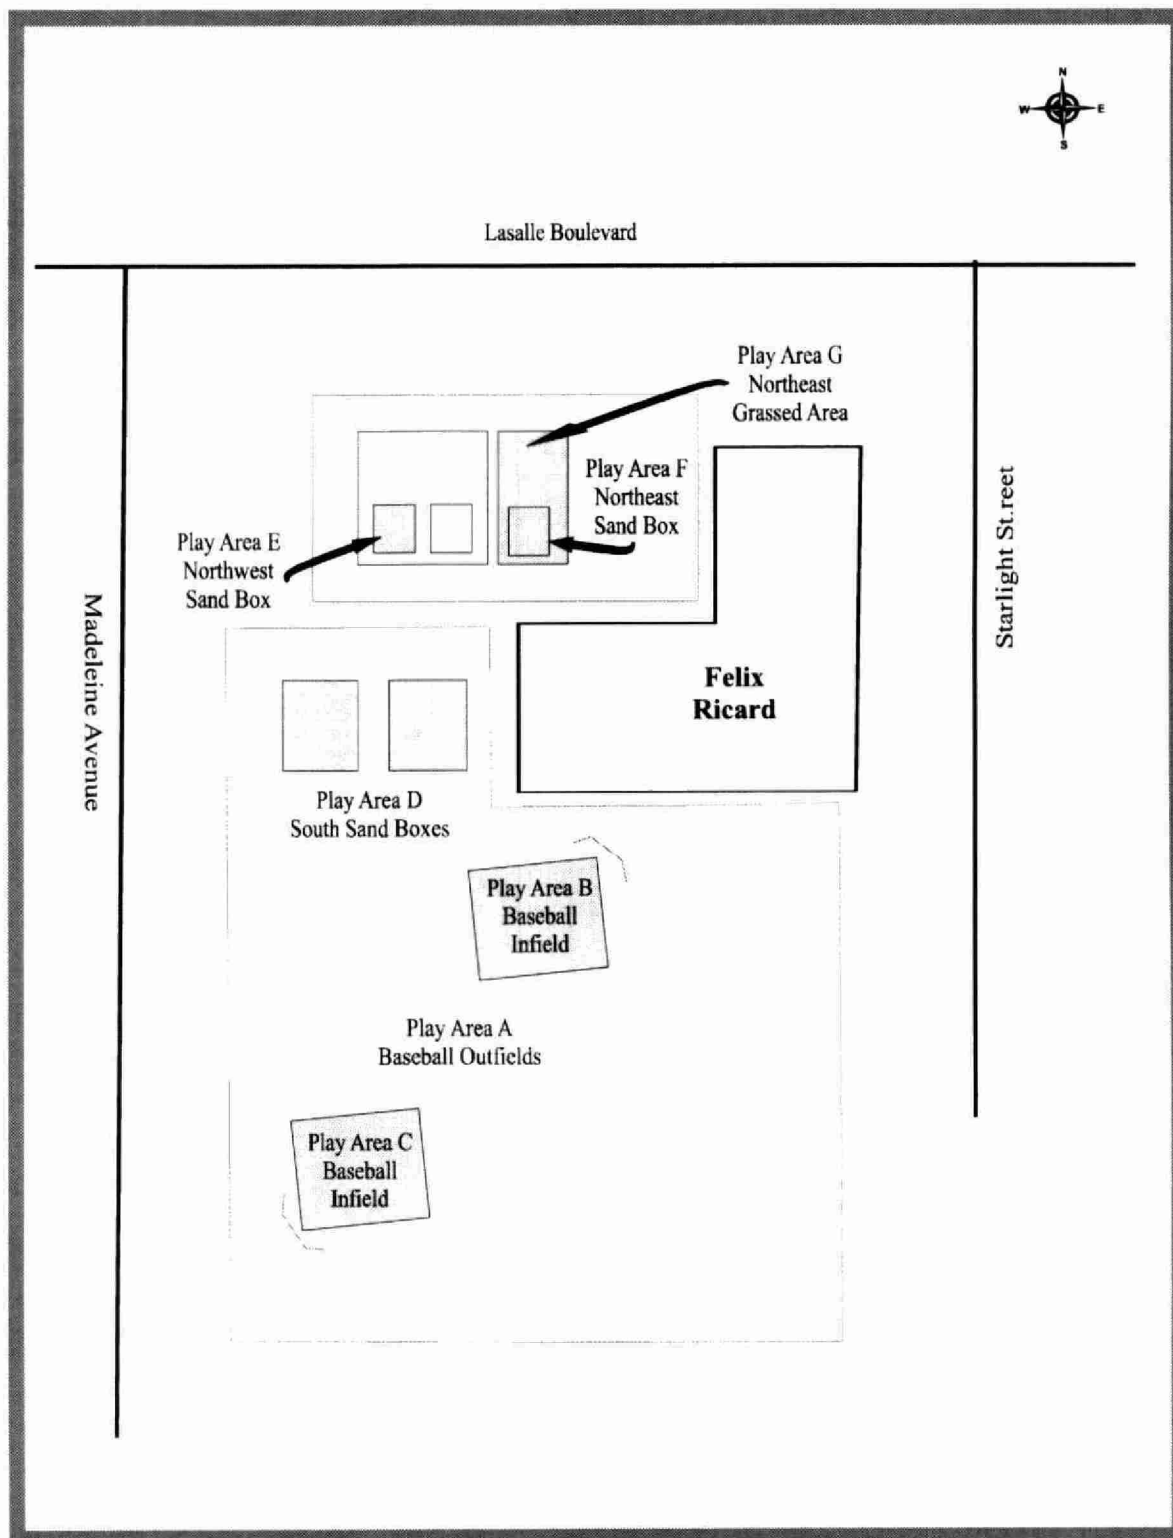 N
W E
S
Lasalle Boulevard
Play Area G
Northeast
Grassed Area
Play Area F
Northeast
Sand Box
Play Area E
Northwest
Sand Box
Starlight St.reet
Madeleine Avenue
Felix
Ricard
Play Area D
South Sand Boxes
Play Area B
Baseball
Infield
Play Area A
Baseball Outfields
Play Area C
Baseball
Infield